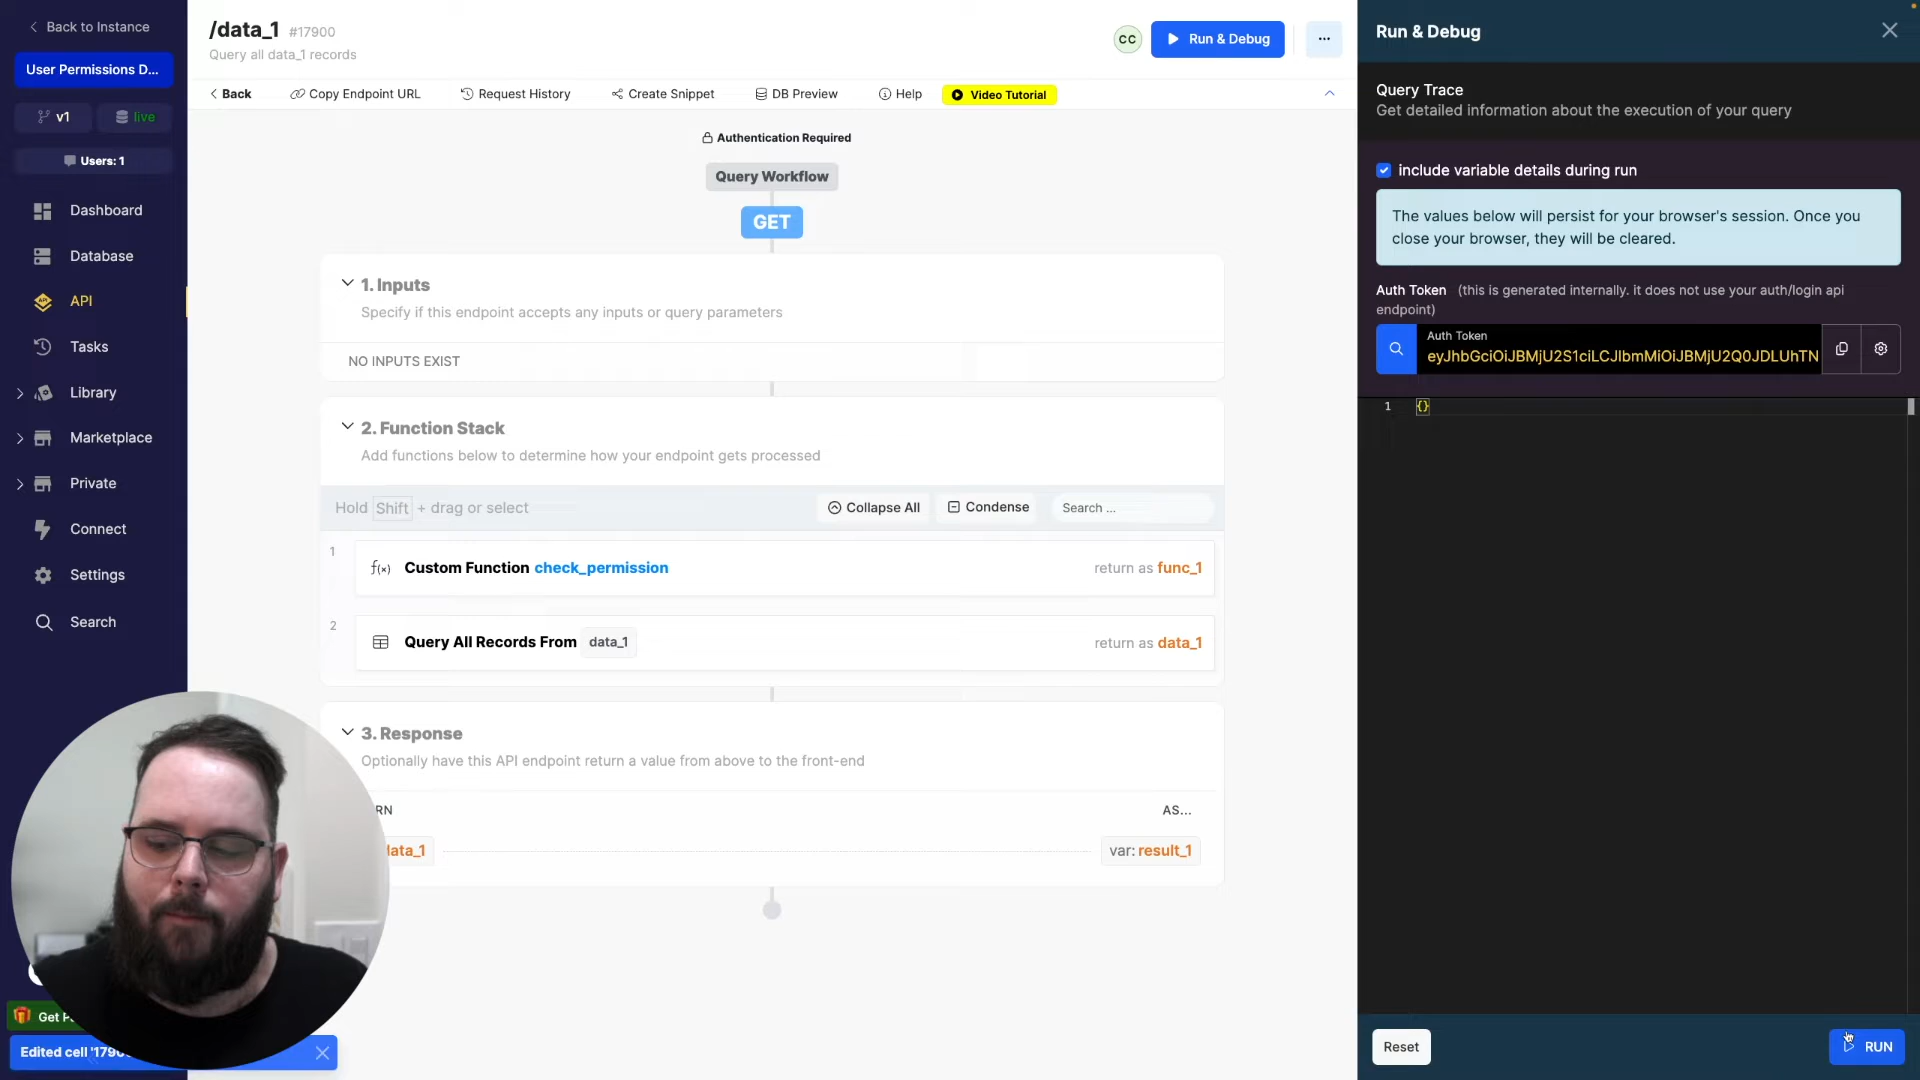 Back to Instance
User Permissions D...
v1
live
Users: 1
Dashboard
Database
API
Tasks
Library
Marketplace
Private
Connect
Settings
Search
Get P
Edited cell '1790
/data_1 #17900
Query all data_1 records
CC
Run & Debug
...
Back
Copy Endpoint URL
Request History
Create Snippet
DB Preview
Help
Video Tutorial
Authentication Required
Query Workflow
GET
1. Inputs
Specify if this endpoint accepts any inputs or query parameters
NO INPUTS EXIST
2. Function Stack
Add functions below to determine how your endpoint gets processed
Hold Shift + drag or select
Collapse All
Condense
Search ...
1
f(x) Custom Function check_permission
return as func_1
2
Query All Records From data_1
return as data_1
3. Response
Optionally have this API endpoint return a value from above to the front-end
RN
AS...
data_1
var: result_1
Run & Debug
Query Trace
Get detailed information about the execution of your query
include variable details during run
The values below will persist for your browser's session. Once you
close your browser, they will be cleared.
Auth Token (this is generated internally. it does not use your auth/login api
endpoint)
Auth Token
eyJhbGciOiJBMjU2S1ciLCJlbmMiOiJBMjU2Q0JDLUhTN
1 {}
Reset
RUN